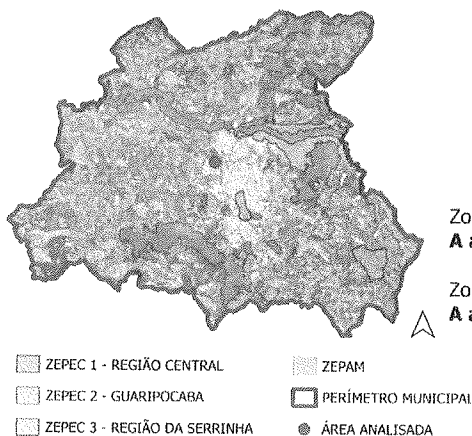 Zo
A a
Zo
A a
ZEPEC 1 - REGIÃO CENTRAL
ZEPEC 2 - GUARIPOCABA
ZEPEC 3 - REGIÃO DA SERRINHA
ZEPAM
PERÍMETRO MUNICIPAL
ÁREA ANALISADA